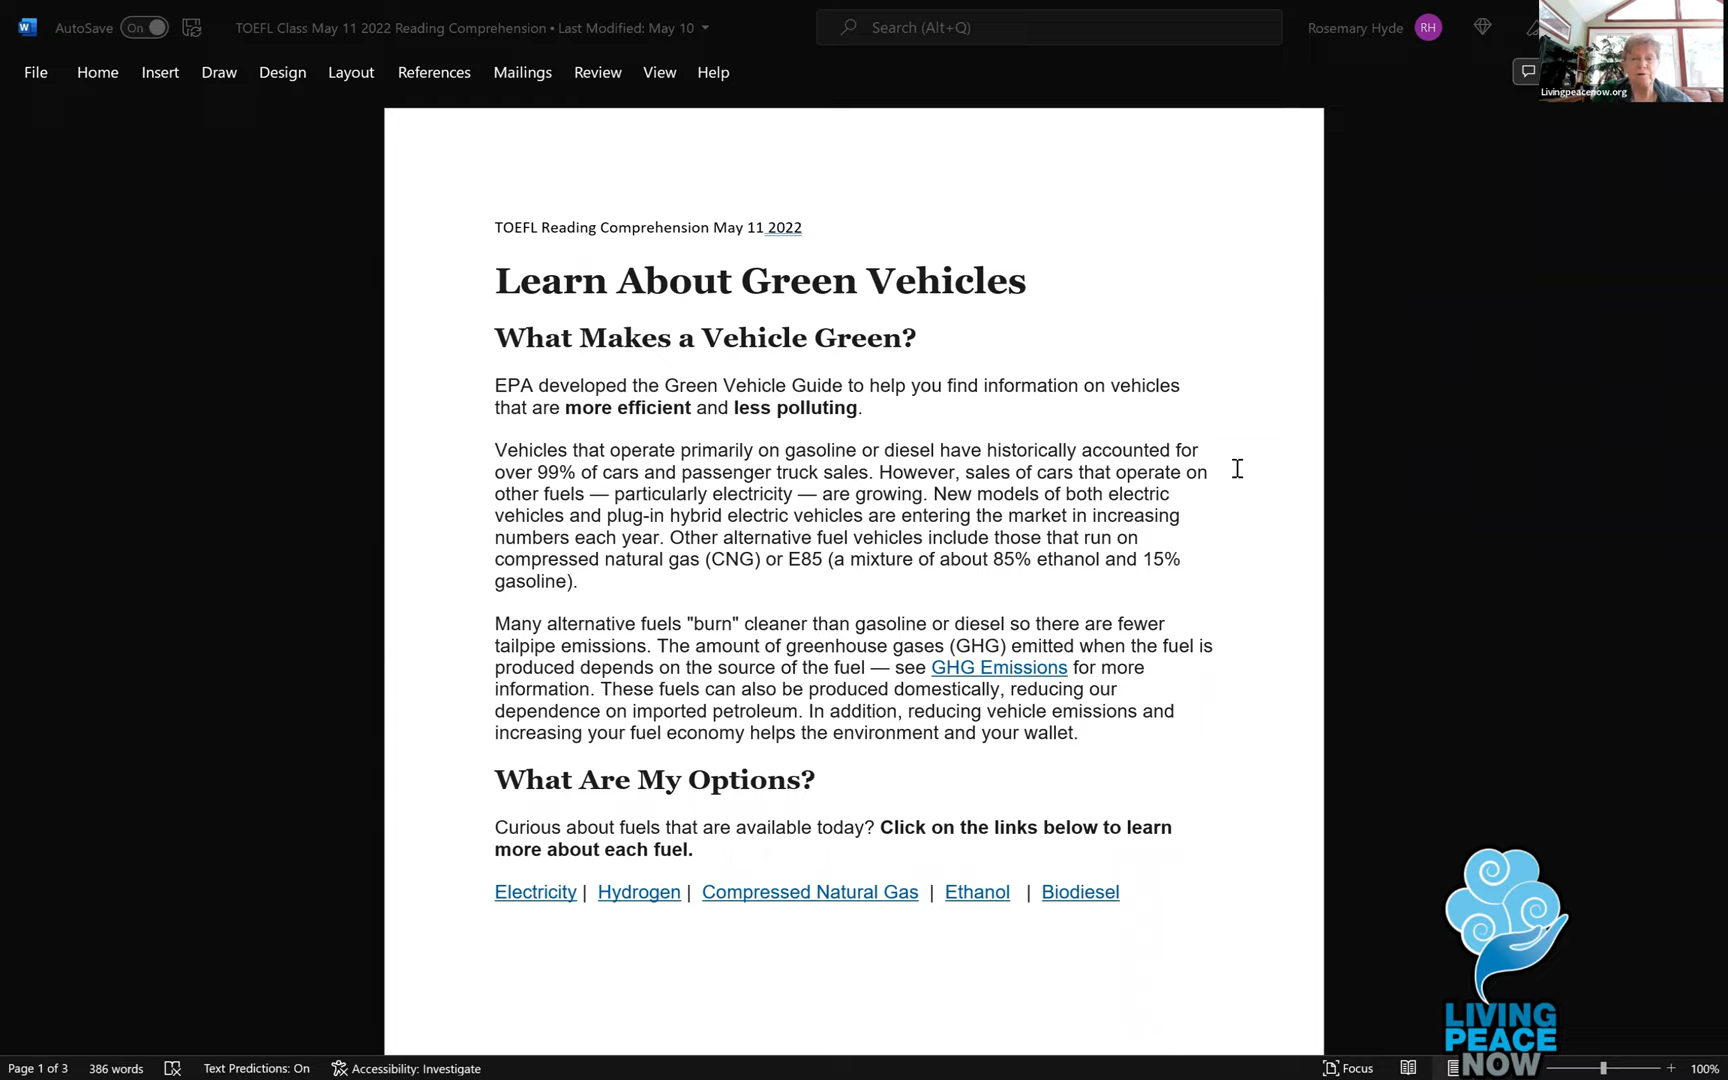 AutoSave On TOEFL Class May 11 2022 Reading Comprehension • Last Modified: May 10 Search (Alt+Q) Rosemary Hyde RH
File Home Insert Draw Design Layout References Mailings Review View Help
Livingpeacenow.org
TOEFL Reading Comprehension May 11 2022
Learn About Green Vehicles
What Makes a Vehicle Green?
EPA developed the Green Vehicle Guide to help you find information on vehicles
that are more efficient and less polluting.
Vehicles that operate primarily on gasoline or diesel have historically accounted for
over 99% of cars and passenger truck sales. However, sales of cars that operate on
other fuels — particularly electricity — are growing. New models of both electric
vehicles and plug-in hybrid electric vehicles are entering the market in increasing
numbers each year. Other alternative fuel vehicles include those that run on
compressed natural gas (CNG) or E85 (a mixture of about 85% ethanol and 15%
gasoline).
Many alternative fuels "burn" cleaner than gasoline or diesel so there are fewer
tailpipe emissions. The amount of greenhouse gases (GHG) emitted when the fuel is
produced depends on the source of the fuel — see GHG Emissions for more
information. These fuels can also be produced domestically, reducing our
dependence on imported petroleum. In addition, reducing vehicle emissions and
increasing your fuel economy helps the environment and your wallet.
What Are My Options?
Curious about fuels that are available today? Click on the links below to learn
more about each fuel.
Electricity | Hydrogen | Compressed Natural Gas | Ethanol | Biodiesel
LIVING
PEACE
NOW
Page 1 of 3 386 words Text Predictions: On Accessibility: Investigate Focus 100%